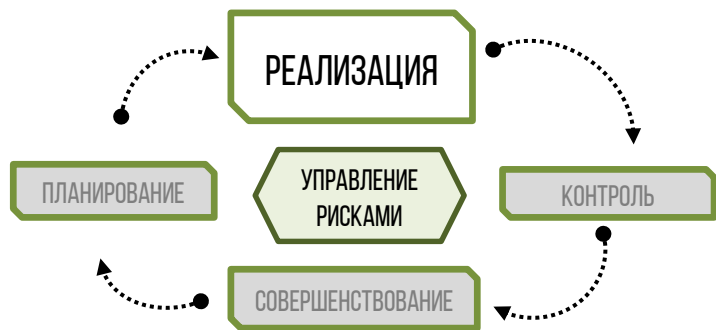 РЕАЛИЗАЦИЯ
ПЛАНИРОВАНИЕ
УПРАВЛЕНИЕ
РИСКАМИ
КОНТРОЛЬ
СОВЕРШЕНСТВОВАНИЕ